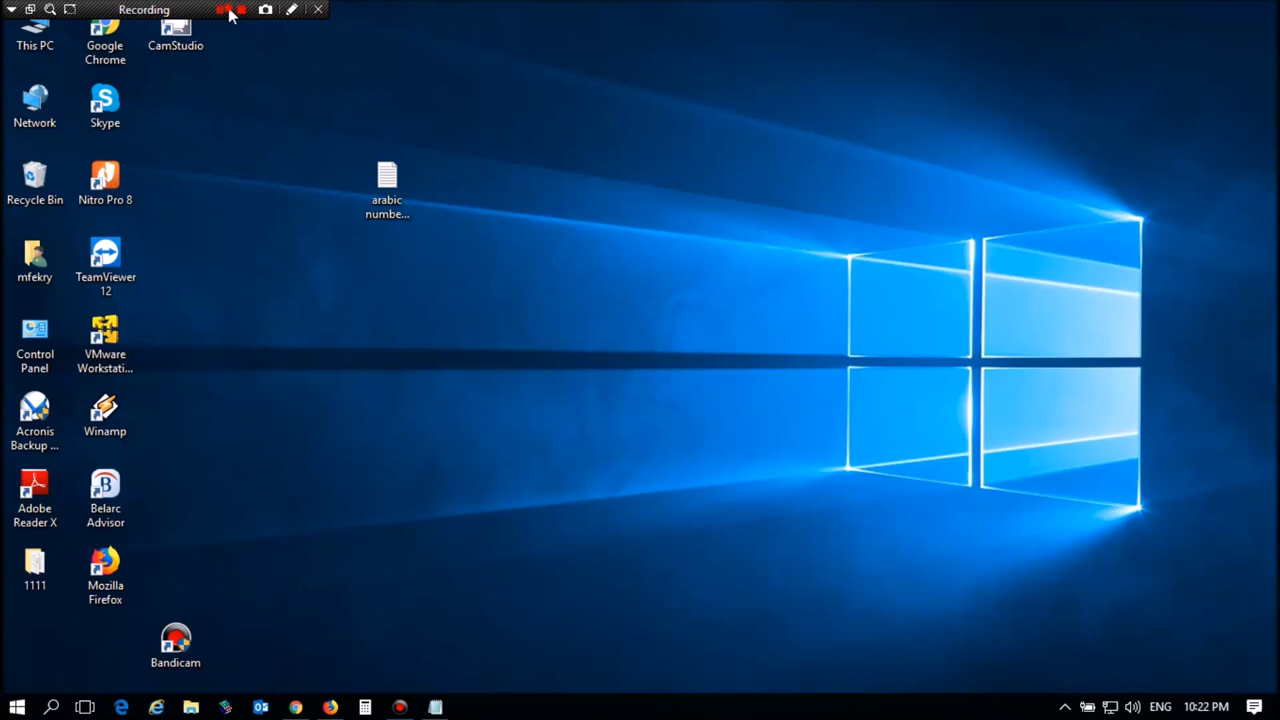 Recording
This PC
Google
Chrome
CamStudio
Network
Skype
Recycle Bin
Nitro Pro 8
arabic
numbe...
mfekry
TeamViewer
12
Control
Panel
VMware
Workstati...
Acronis
Backup ...
Winamp
Adobe
Reader X
Belarc
Advisor
1111
Mozilla
Firefox
Bandicam
ENG
10:22 PM